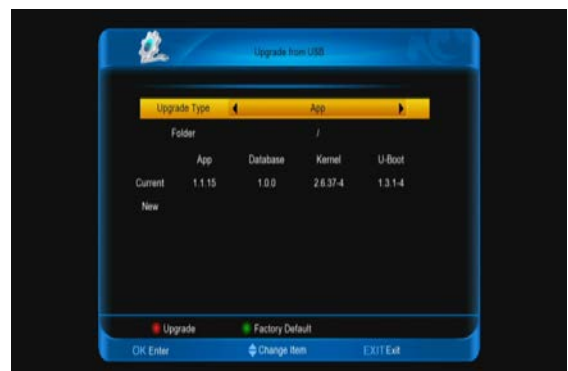 Upgrade from USB
Upgrade Type App
Folder /
App Database Kernel U-Boot
Current 1.1.15 1.0.0 2.6.37-4 1.3.1-4
New
Upgrade Factory Default
OK Enter Change Item EXIT Exit